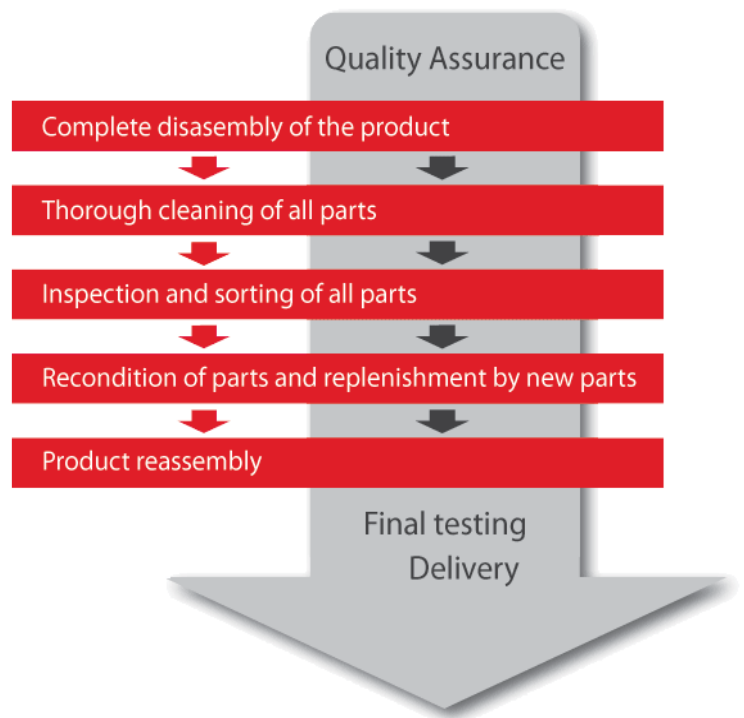 Quality Assurance
Complete disasembly of the product
Thorough cleaning of all parts
Inspection and sorting of all parts
Recondition of parts and replenishment by new parts
Product reassembly
Final testing
Delivery